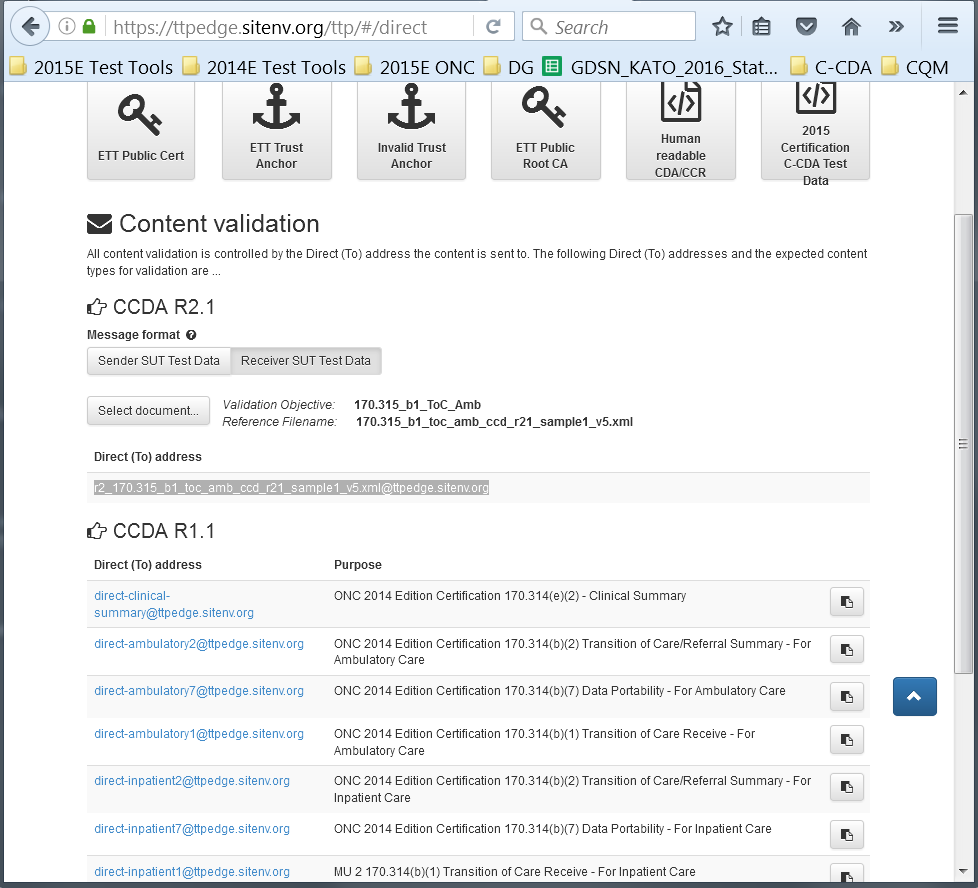 https://ttpedge.sitenv.org/ttp/#/direct
Search
2015E Test Tools
2014E Test Tools
2015E ONC
DG
GDSN_KATO_2016_Stat...
C-CDA
CQM
ETT Public Cert
ETT Trust
Anchor
Invalid Trust
Anchor
ETT Public
Root CA
Human
readable
CDA/CCR
2015
Certification
C-CDA Test
Data
Content validation
All content validation is controlled by the Direct (To) address the content is sent to. The following Direct (To) addresses and the expected content
types for validation are ...
CCDA R2.1
Message format
Sender SUT Test Data
Receiver SUT Test Data
Select document...
Validation Objective: 170.315_b1_ToC_Amb
Reference Filename: 170.315_b1_toc_amb_ccd_r21_sample1_v5.xml
Direct (To) address
r2_170.315_b1_toc_amb_ccd_r21_sample1_v5.xml@ttpedge.sitenv.org
CCDA R1.1
Direct (To) address Purpose
direct-clinical-
summary@ttpedge.sitenv.org
ONC 2014 Edition Certification 170.314(e)(2) - Clinical Summary
direct-ambulatory2@ttpedge.sitenv.org
ONC 2014 Edition Certification 170.314(b)(2) Transition of Care/Referral Summary - For
Ambulatory Care
direct-ambulatory7@ttpedge.sitenv.org
ONC 2014 Edition Certification 170.314(b)(7) Data Portability - For Ambulatory Care
direct-ambulatory1@ttpedge.sitenv.org
ONC 2014 Edition Certification 170.314(b)(1) Transition of Care Receive - For
Ambulatory Care
direct-inpatient2@ttpedge.sitenv.org
ONC 2014 Edition Certification 170.314(b)(2) Transition of Care/Referral Summary - For
Inpatient Care
direct-inpatient7@ttpedge.sitenv.org
ONC 2014 Edition Certification 170.314(b)(7) Data Portability - For Inpatient Care
direct-inpatient1@ttpedge.sitenv.org
MU 2 170.314(b)(1) Transition of Care Receive - For Inpatient Care